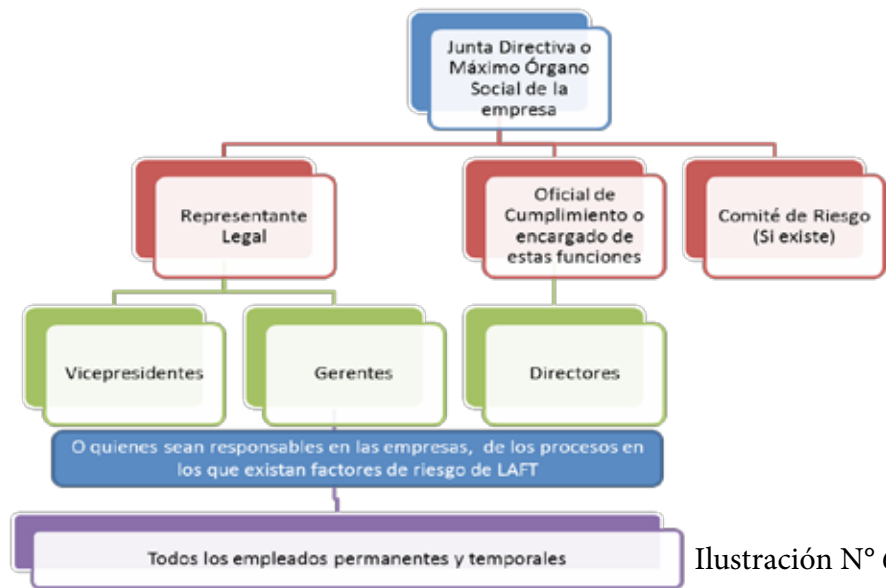 Junta Directiva o
Máximo Órgano
Social de la
empresa
Representante
Legal
Oficial de
Cumplimiento o
encargado de
estas funciones
Comité de Riesgo
(Si existe)
Vicepresidentes
Gerentes
Directores
O quienes sean responsables en las empresas, de los procesos en
los que existan factores de riesgo de LAFT
Todos los empleados permanentes y temporales
Ilustración N°